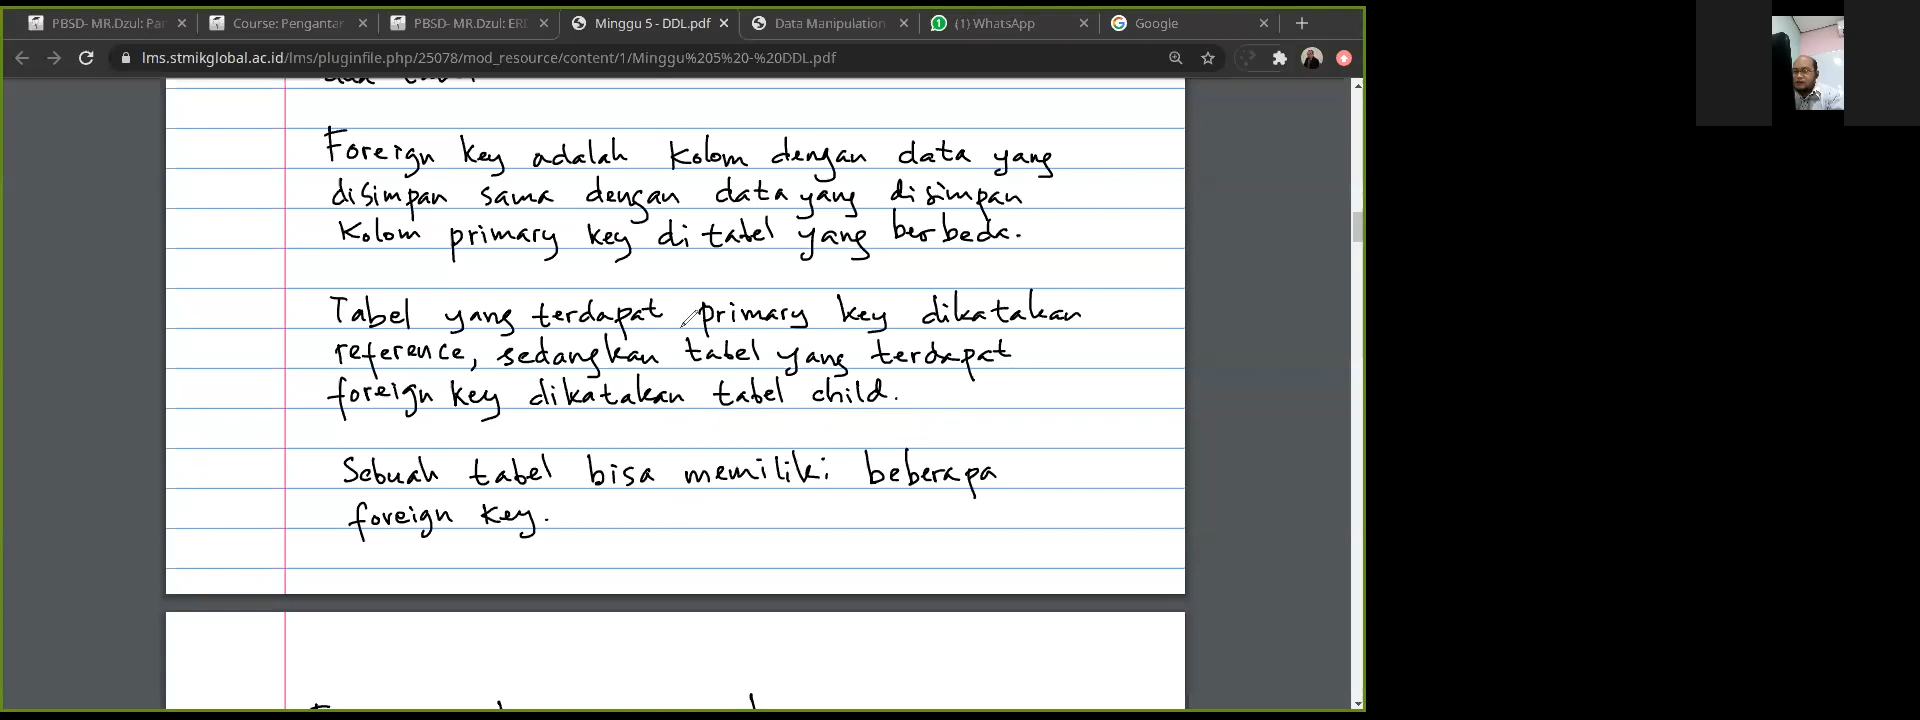 PBSD- MR.Dzul: Par
Course: Pengantar
PBSD- MR.Dzul: ERD
Minggu 5 - DDL.pdf
Data Manipulation
(1) WhatsApp
Google
lms.stmikglobal.ac.id/lms/pluginfile.php/25078/mod_resource/content/1/Minggu%205%20-%20DDL.pdf
Foreign key adalah kolom dengan data yang
disimpan sama dengan data yang disimpan
kolom primary key di tabel yang berbeda.
Tabel yang terdapat primary key dikatakan
reference, sedangkan tabel yang terdapat
foreign key dikatakan tabel child.
Sebuah tabel bisa memiliki beberapa
foreign key.